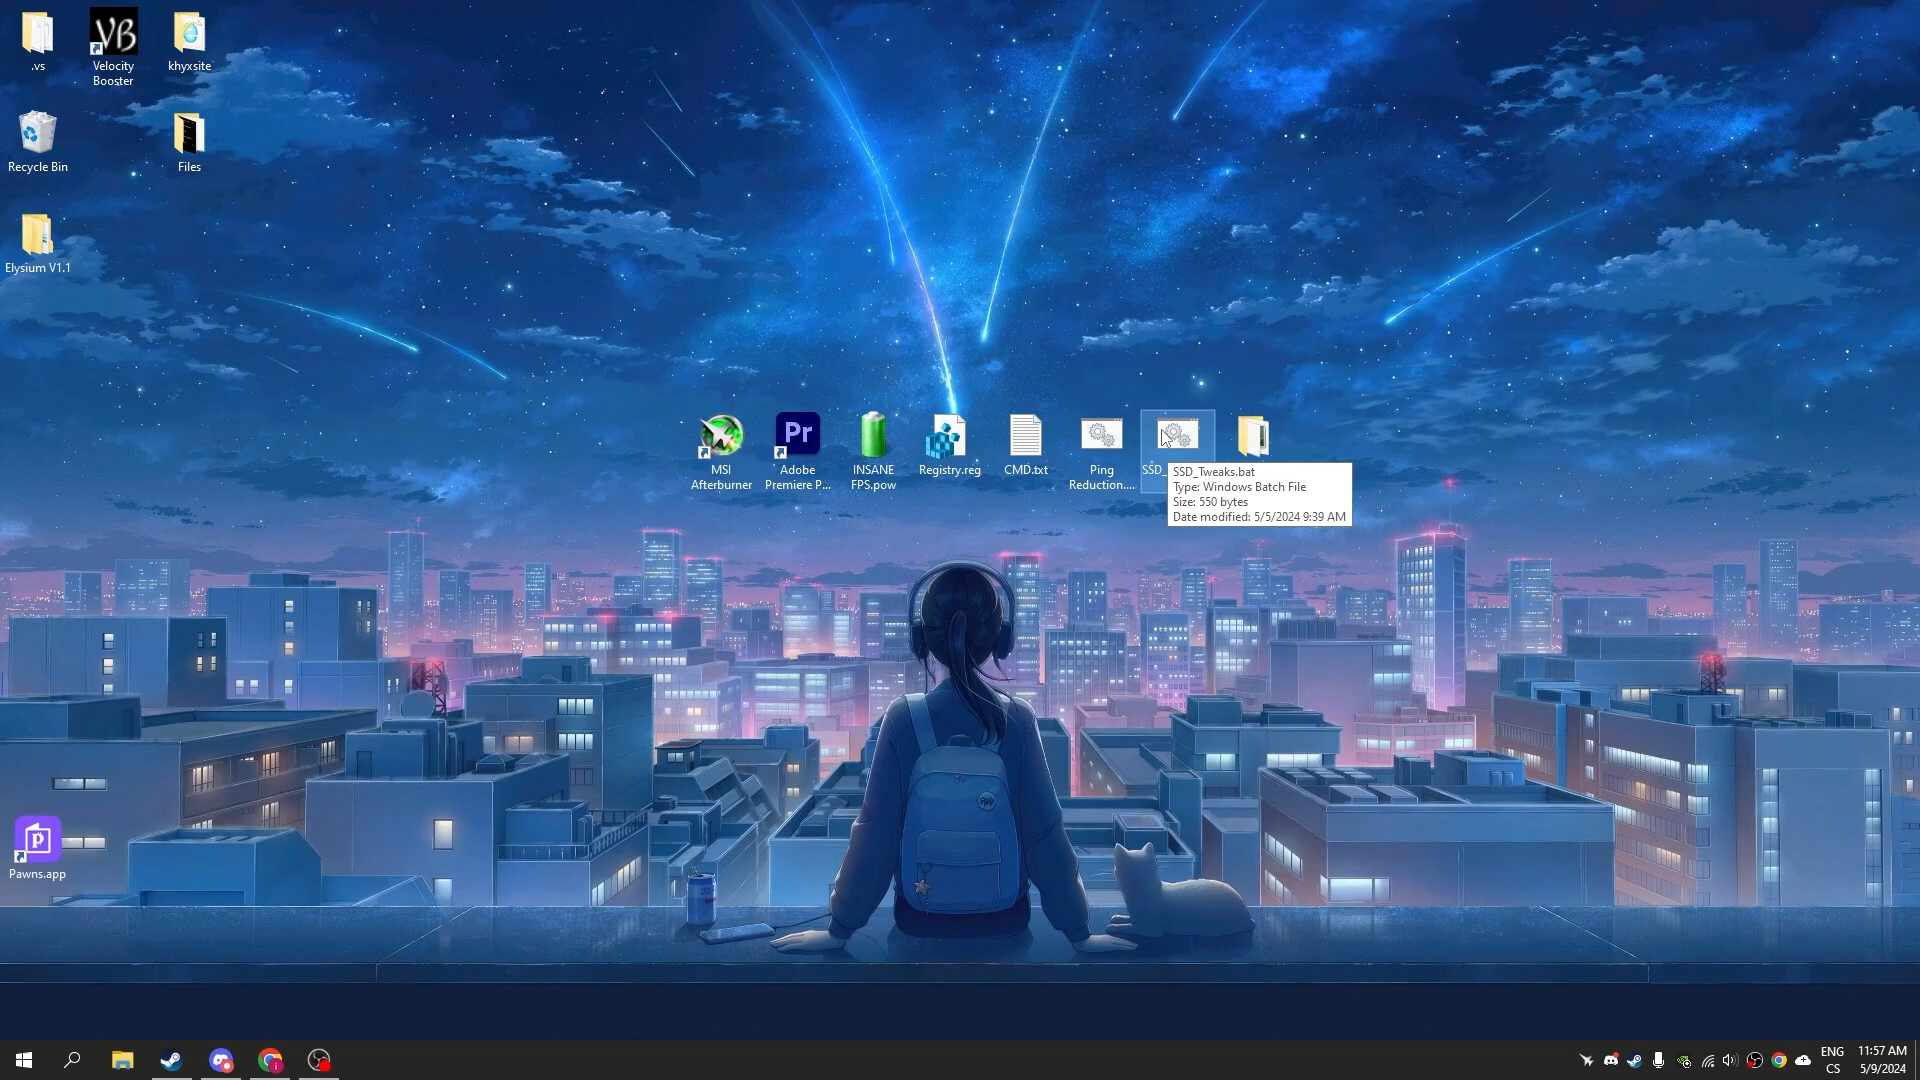 .vs
Velocity
Booster
khyxsite
Recycle Bin
Files
Elysium V1.1
Pr
MSI
Afterburner
Adobe
Premiere P...
INSANE
FPS.pow
Registry.reg
CMD.txt
Ping
Reduction....
SSD_
SSD_Tweaks.bat
Type: Windows Batch File
Size: 550 bytes
Date modified: 5/5/2024 9:39 AM
Pawns.app
ENG
CS
11:57 AM
5/9/2024
VB